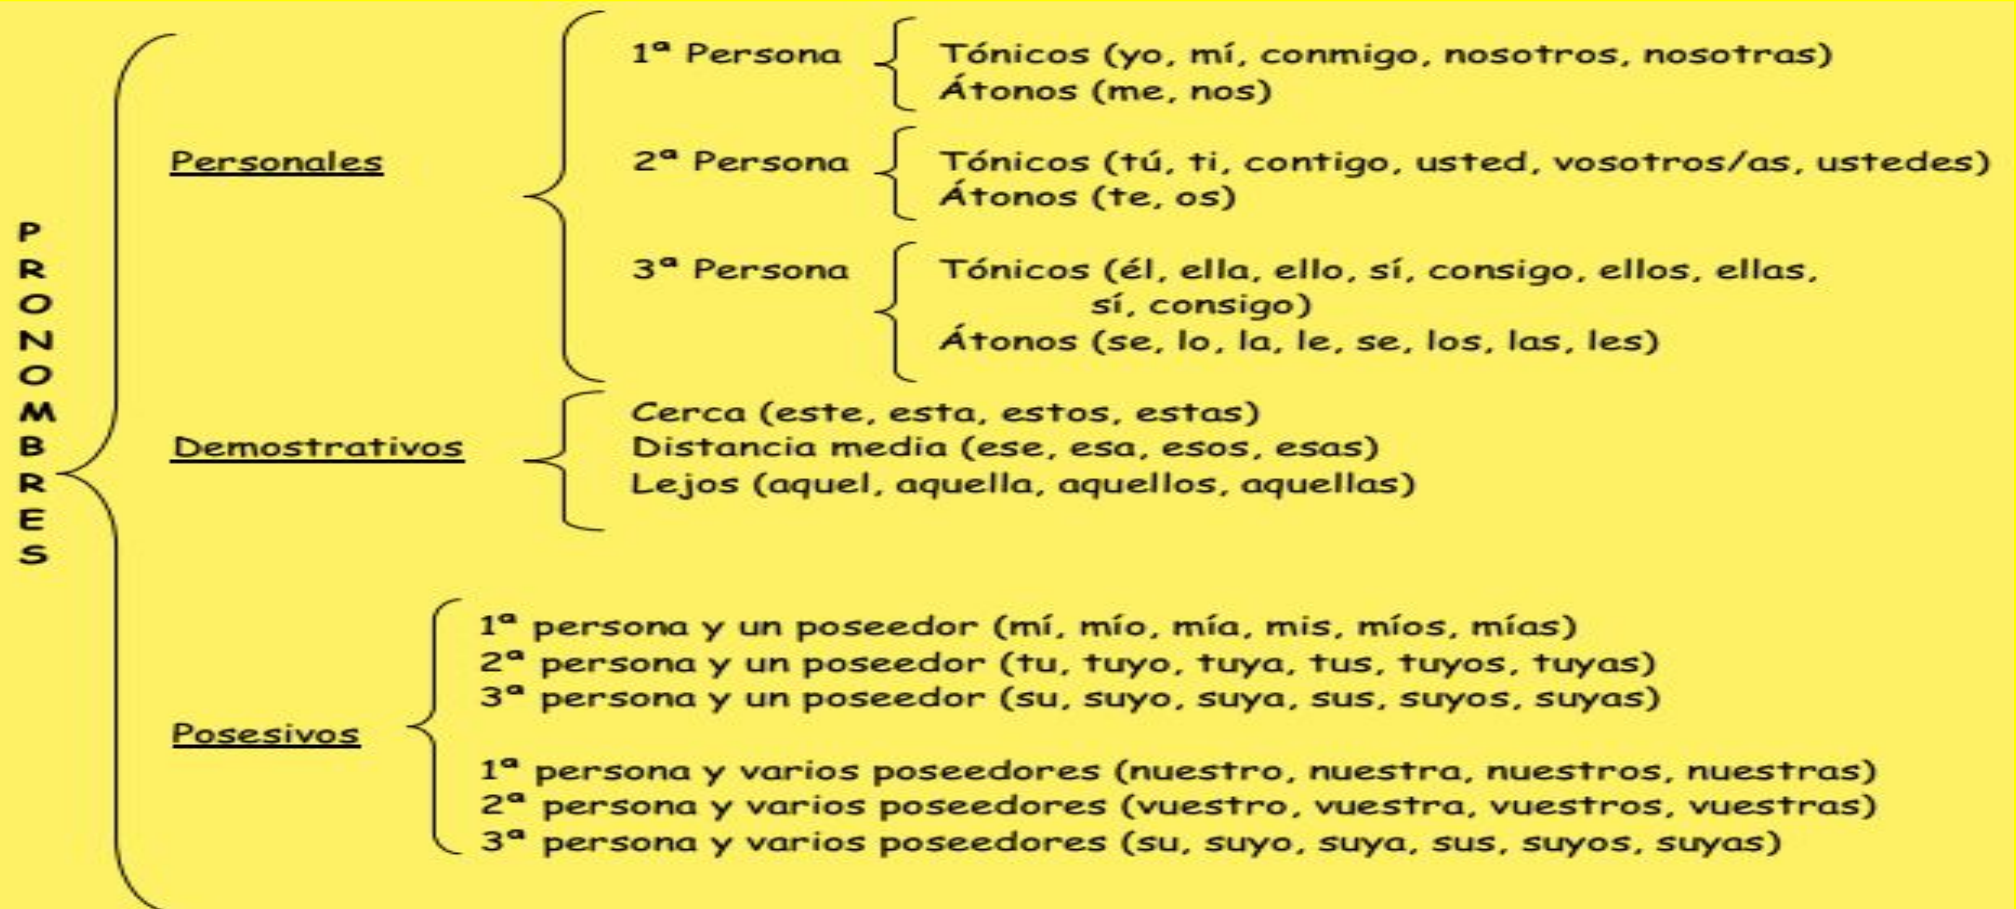 PRONOMBRES
Personales
1ª Persona
Tónicos (yo, mí, conmigo, nosotros, nosotras)
Átonos (me, nos)
2ª Persona
Tónicos (tú, ti, contigo, usted, vosotros/as, ustedes)
Átonos (te, os)
3ª Persona
Tónicos (él, ella, ello, sí, consigo, ellos, ellas,
sí, consigo)
Átonos (se, lo, la, le, se, los, las, les)
Demostrativos
Cerca (este, esta, estos, estas)
Distancia media (ese, esa, esos, esas)
Lejos (aquel, aquella, aquellos, aquellas)
Posesivos
1ª persona y un poseedor (mí, mío, mía, mis, míos, mías)
2ª persona y un poseedor (tu, tuyo, tuya, tus, tuyos, tuyas)
3ª persona y un poseedor (su, suyo, suya, sus, suyos, suyas)
1ª persona y varios poseedores (nuestro, nuestra, nuestros, nuestras)
2ª persona y varios poseedores (vuestro, vuestra, vuestros, vuestras)
3ª persona y varios poseedores (su, suyo, suya, sus, suyos, suyas)